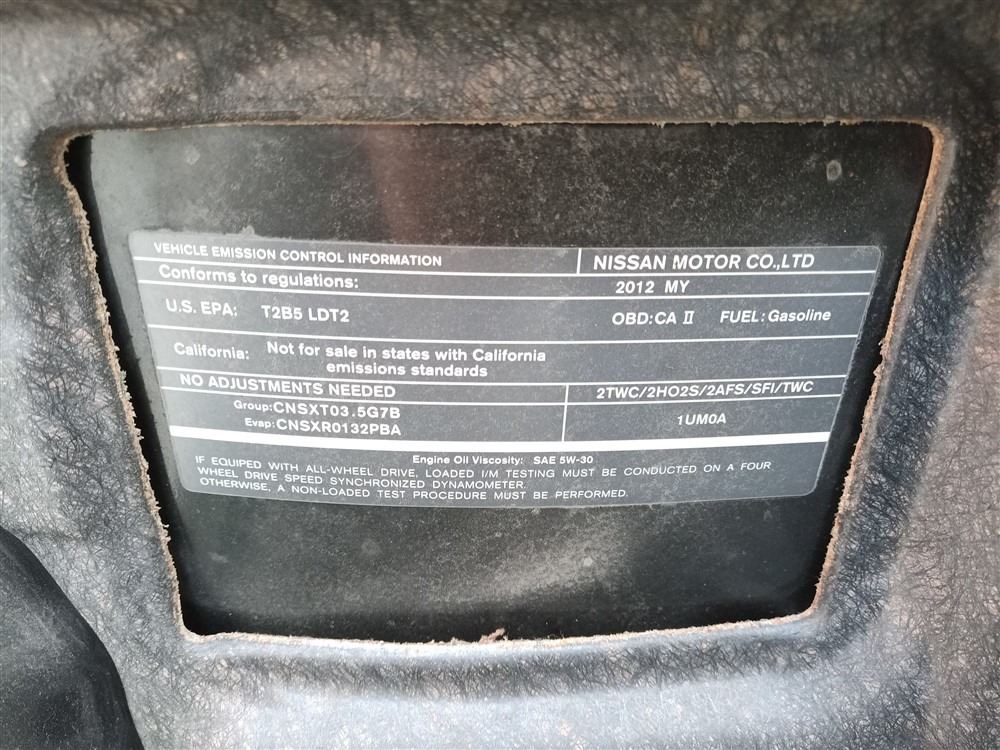 VEHICLE EMISSION CONTROL INFORMATION NISSAN MOTOR CO.,LTD
Conforms to regulations: 2012 MY
U.S. EPA: T2B5 LDT2 OBD:CA II FUEL: Gasoline
California: Not for sale in states with California
emissions standards
NO ADJUSTMENTS NEEDED 2TWC/2HO2S/2AFS/SFI/TWC
Group:CNSXT03.5G7B
Evap:CNSXR0132PBA
1UM0A
Engine Oil Viscosity: SAE 5W-30
IF EQUIPPED WITH ALL-WHEEL DRIVE, LOADED I/M TESTING MUST BE CONDUCTED ON A FOUR
WHEEL DRIVE SPEED SYNCHRONIZED DYNAMOMETER.
OTHERWISE, A NON-LOADED TEST PROCEDURE MUST BE PERFORMED.